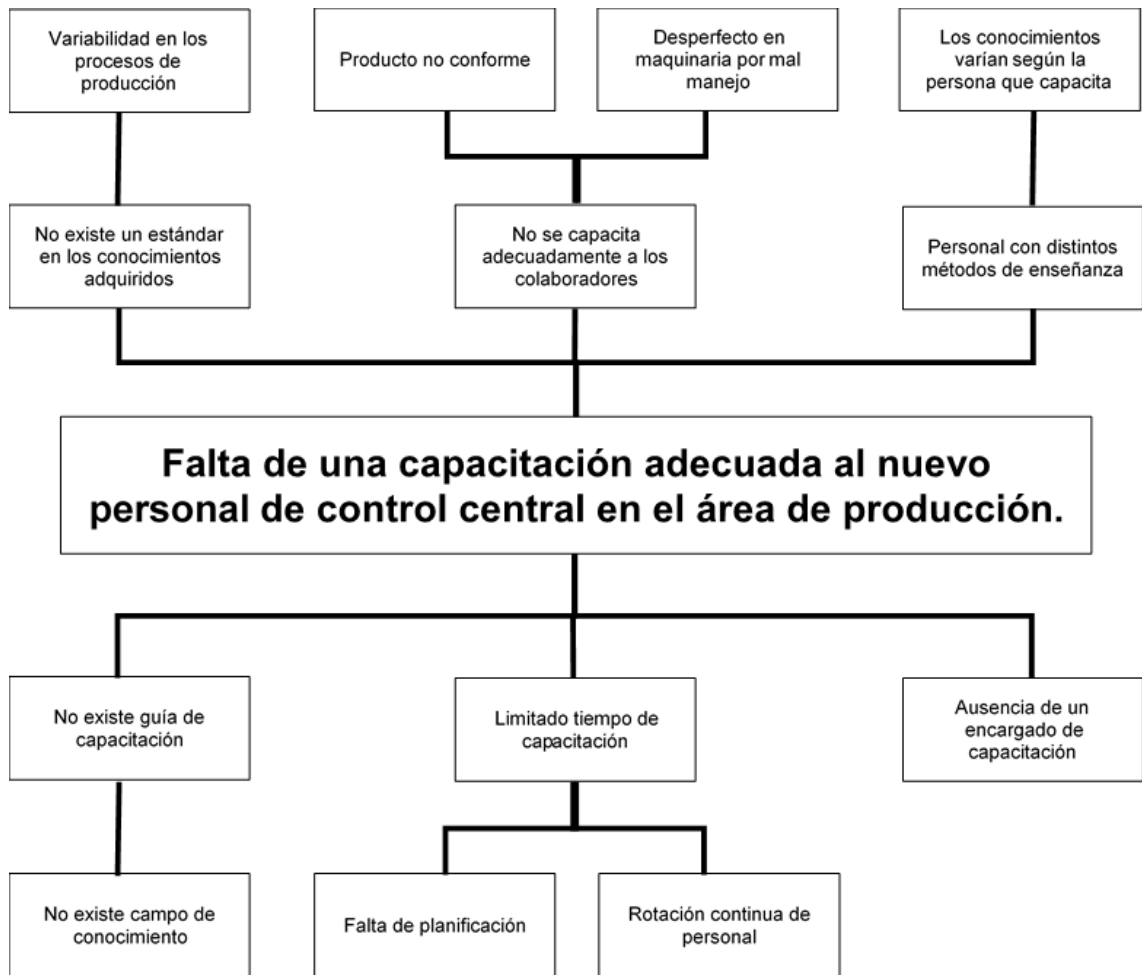 Variabilidad en los
procesos de
producción
Producto no conforme
Desperfecto en
maquinaria por mal
manejo
Los conocimientos
varían según la
persona que capacita
No existe un estándar
en los conocimientos
adquiridos
No se capacita
adecuadamente a los
colaboradores
Personal con distintos
métodos de enseñanza
Falta de una capacitación adecuada al nuevo
personal de control central en el área de producción.
No existe guía de
capacitación
Limitado tiempo de
capacitación
Ausencia de un
encargado de
capacitación
No existe campo de
conocimiento
Falta de planificación
Rotación continua de
personal